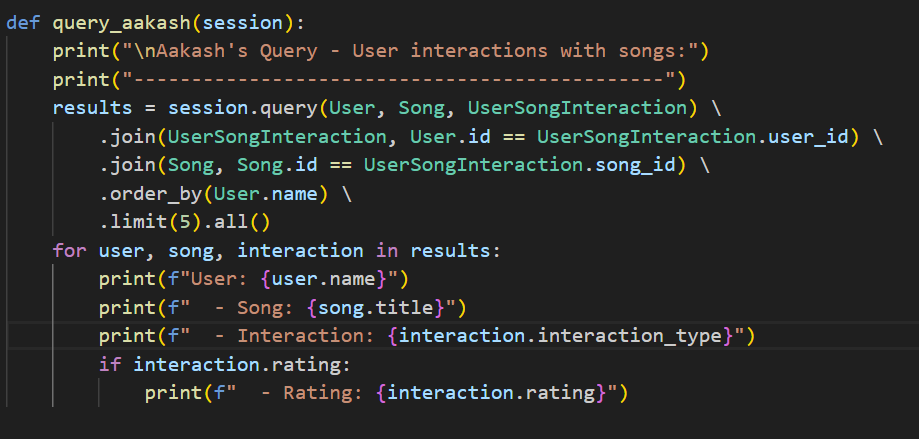 def query_aakash(session):
    print("\nAakash's Query - User interactions with songs:")
    print("----------------------------------------------")
    results = session.query(User, Song, UserSongInteraction) \
        .join(UserSongInteraction, User.id == UserSongInteraction.user_id) \
        .join(Song, Song.id == UserSongInteraction.song_id) \
        .order_by(User.name) \
        .limit(5).all()
    for user, song, interaction in results:
        print(f"User: {user.name}")
        print(f"  - Song: {song.title}")
        print(f"  - Interaction: {interaction.interaction_type}")
        if interaction.rating:
            print(f"  - Rating: {interaction.rating}")